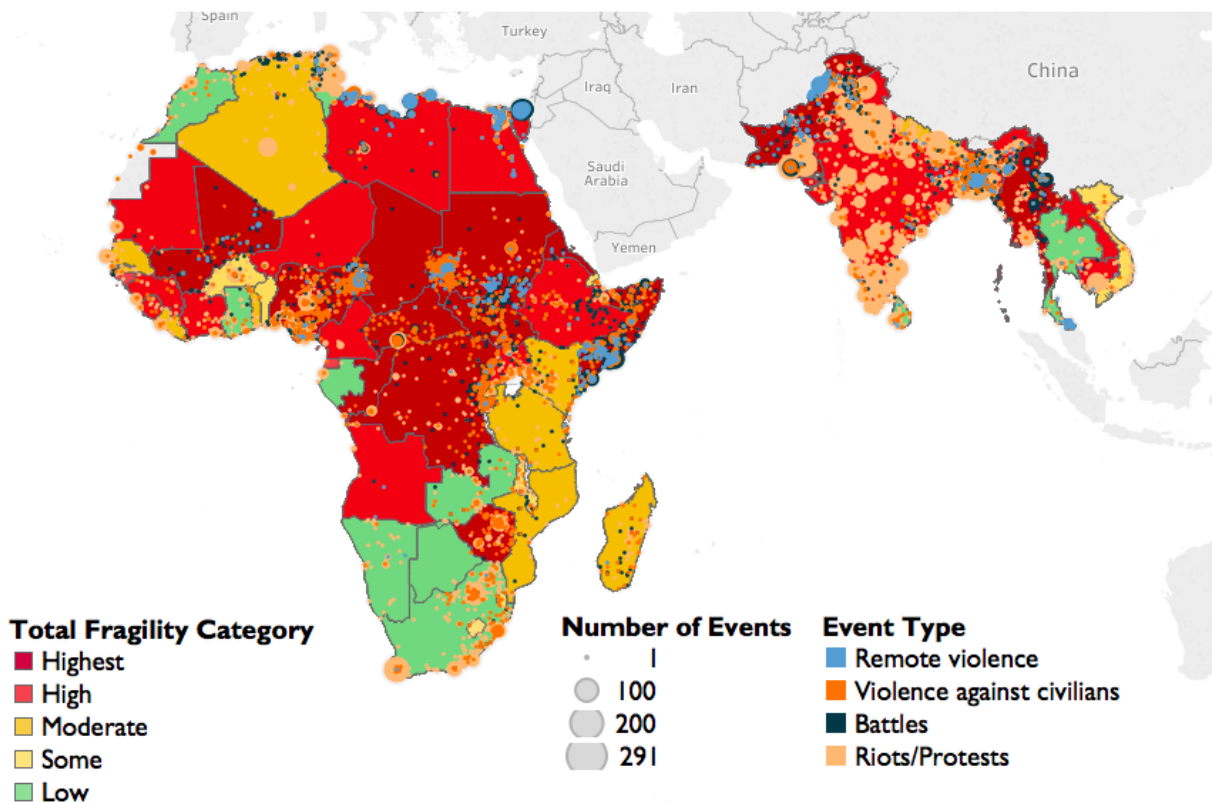 Spain
Turkey
Iraq
Iran
China
Saudi
Arabia
Yemen
Total Fragility Category
Highest
High
Moderate
Some
Low
Number of Events
1
100
200
291
Event Type
Remote violence
Violence against civilians
Battles
Riots/Protests